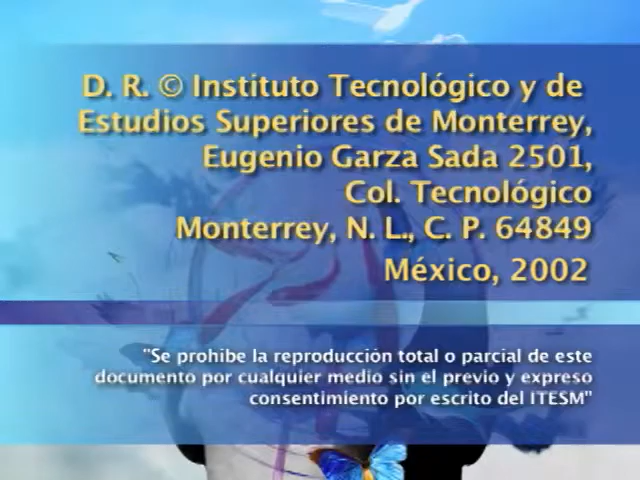 D. R. © Instituto Tecnológico y de
Estudios Superiores de Monterrey,
Eugenio Garza Sada 2501,
Col. Tecnológico
Monterrey, N. L., C. P. 64849
México, 2002
"Se prohibe la reproducción total o parcial de este
documento por cualquier medio sin el previo y expreso
consentimiento por escrito del ITESM"